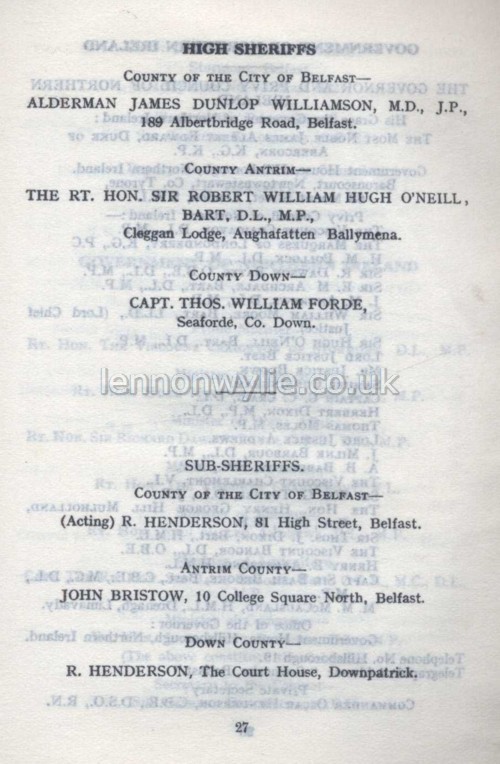 HIGH SHERIFFS
COUNTY OF THE CITY OF BELFAST—
ALDERMAN JAMES DUNLOP WILLIAMSON, M.D., J.P.,
189 Albertbridge Road, Belfast.
COUNTY ANTRIM—
THE RT. HON. SIR ROBERT WILLIAM HUGH O'NEILL,
BART, D.L., M.P.,
Cleggan Lodge, Aughafatten Ballymena.
COUNTY DOWN—
CAPT. THOS. WILLIAM FORDE,
Seaforde, Co. Down.
lennonwylie.co.uk
SUB-SHERIFFS.
COUNTY OF THE CITY OF BELFAST—
(Acting) R. HENDERSON, 81 High Street, Belfast.
ANTRIM COUNTY—
JOHN BRISTOW, 10 College Square North, Belfast.
DOWN COUNTY—
R. HENDERSON, The Court House, Downpatrick.
27